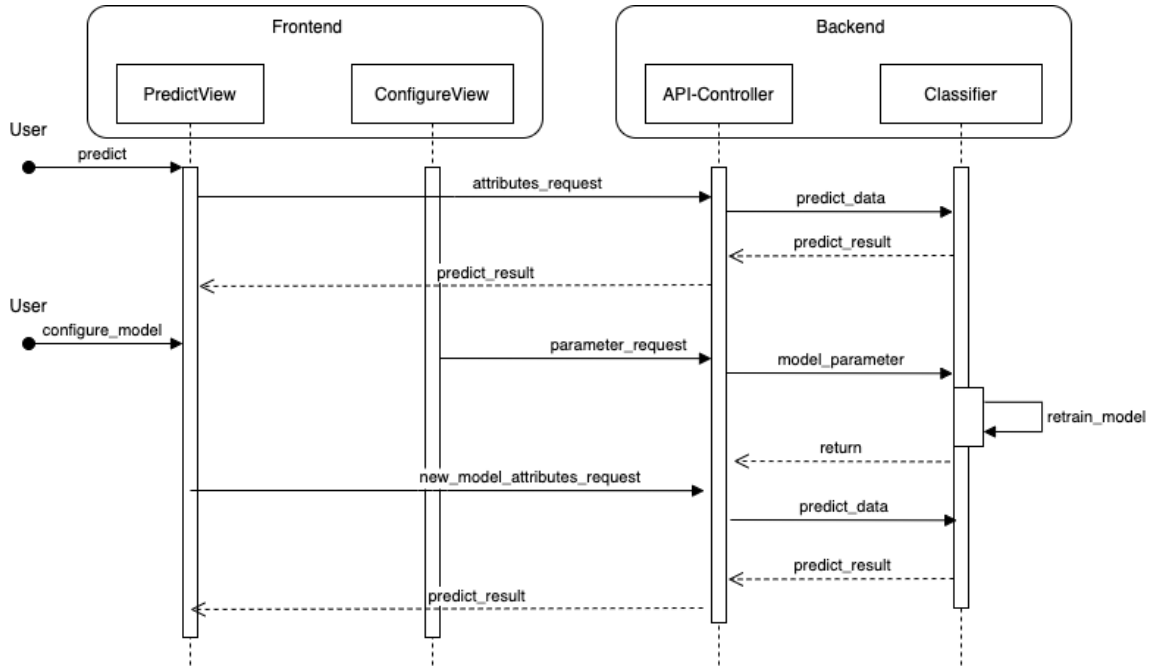 Frontend
Backend
PredictView
ConfigureView
API-Controller
Classifier
User
predict
attributes_request
predict_data
predict_result
predict_result
User
configure_model
parameter_request
model_parameter
retrain_model
return
new_model_attributes_request
predict_data
predict_result
predict_result